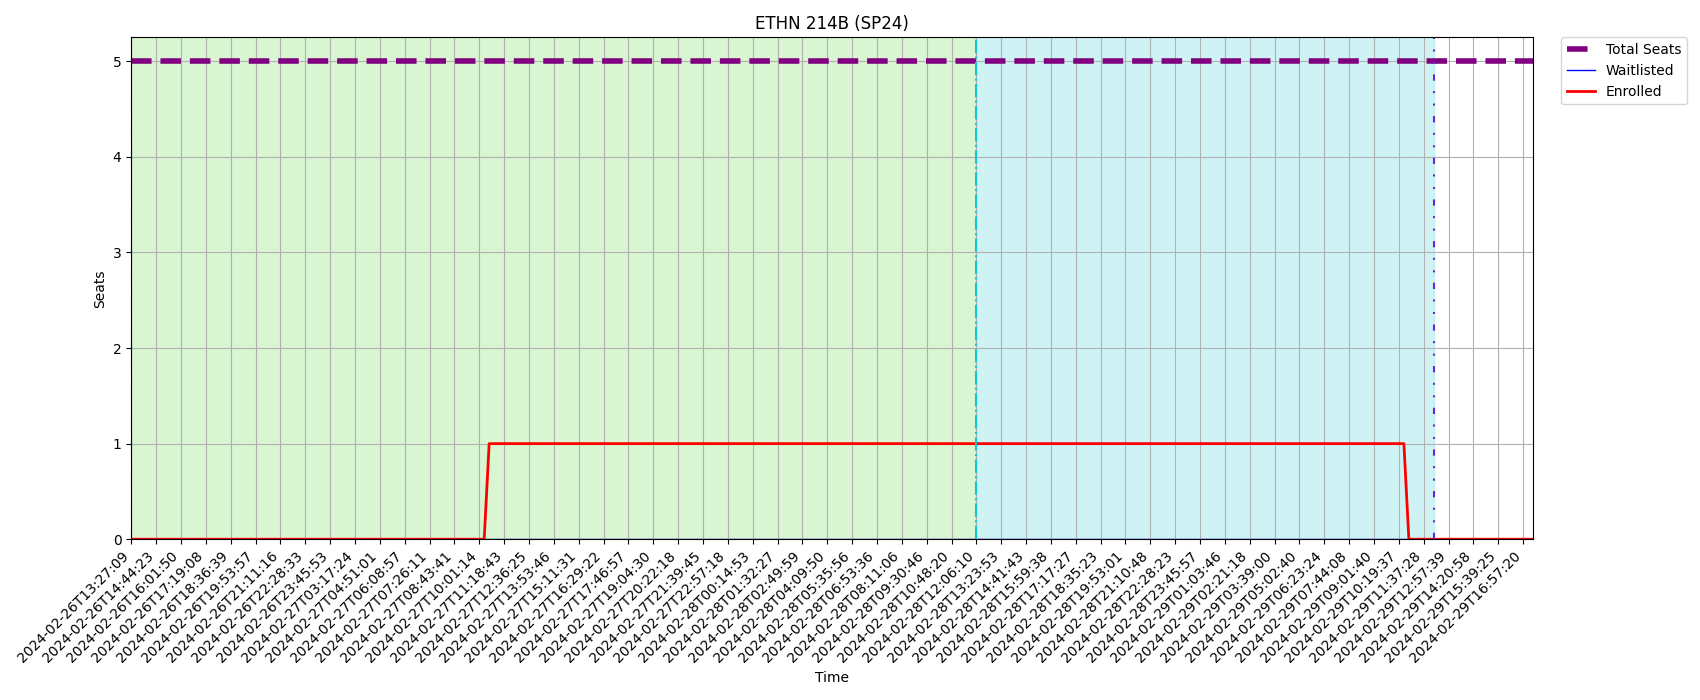 ETHN 214B (SP24)
Total Seats
Waitlisted
Enrolled
Seats
5
4
3
2
1
0
2024-02-26T13:27:09
2024-02-26T14:44:23
2024-02-26T16:01:50
2024-02-26T17:19:08
2024-02-26T18:36:39
2024-02-26T19:53:57
2024-02-26T21:11:16
2024-02-26T22:28:33
2024-02-26T23:45:53
2024-02-27T03:17:24
2024-02-27T04:51:01
2024-02-27T06:08:57
2024-02-27T07:26:11
2024-02-27T08:43:41
2024-02-27T10:01:14
2024-02-27T11:18:43
2024-02-27T12:36:25
2024-02-27T13:53:46
2024-02-27T15:11:31
2024-02-27T16:29:22
2024-02-27T17:46:57
2024-02-27T19:04:30
2024-02-27T20:22:18
2024-02-27T21:39:45
2024-02-27T22:57:18
2024-02-28T00:14:53
2024-02-28T01:32:27
2024-02-28T02:49:59
2024-02-28T04:09:50
2024-02-28T05:35:56
2024-02-28T06:53:36
2024-02-28T08:11:06
2024-02-28T09:30:46
2024-02-28T10:48:20
2024-02-28T12:06:10
2024-02-28T13:23:53
2024-02-28T14:41:43
2024-02-28T15:59:38
2024-02-28T17:17:27
2024-02-28T18:35:23
2024-02-28T19:53:01
2024-02-28T21:10:48
2024-02-28T22:28:23
2024-02-28T23:45:57
2024-02-29T01:03:46
2024-02-29T02:21:18
2024-02-29T03:39:00
2024-02-29T05:02:40
2024-02-29T06:23:24
2024-02-29T07:44:08
2024-02-29T09:01:40
2024-02-29T10:19:37
2024-02-29T11:37:28
2024-02-29T12:57:39
2024-02-29T14:20:58
2024-02-29T15:39:25
2024-02-29T16:57:20
Time